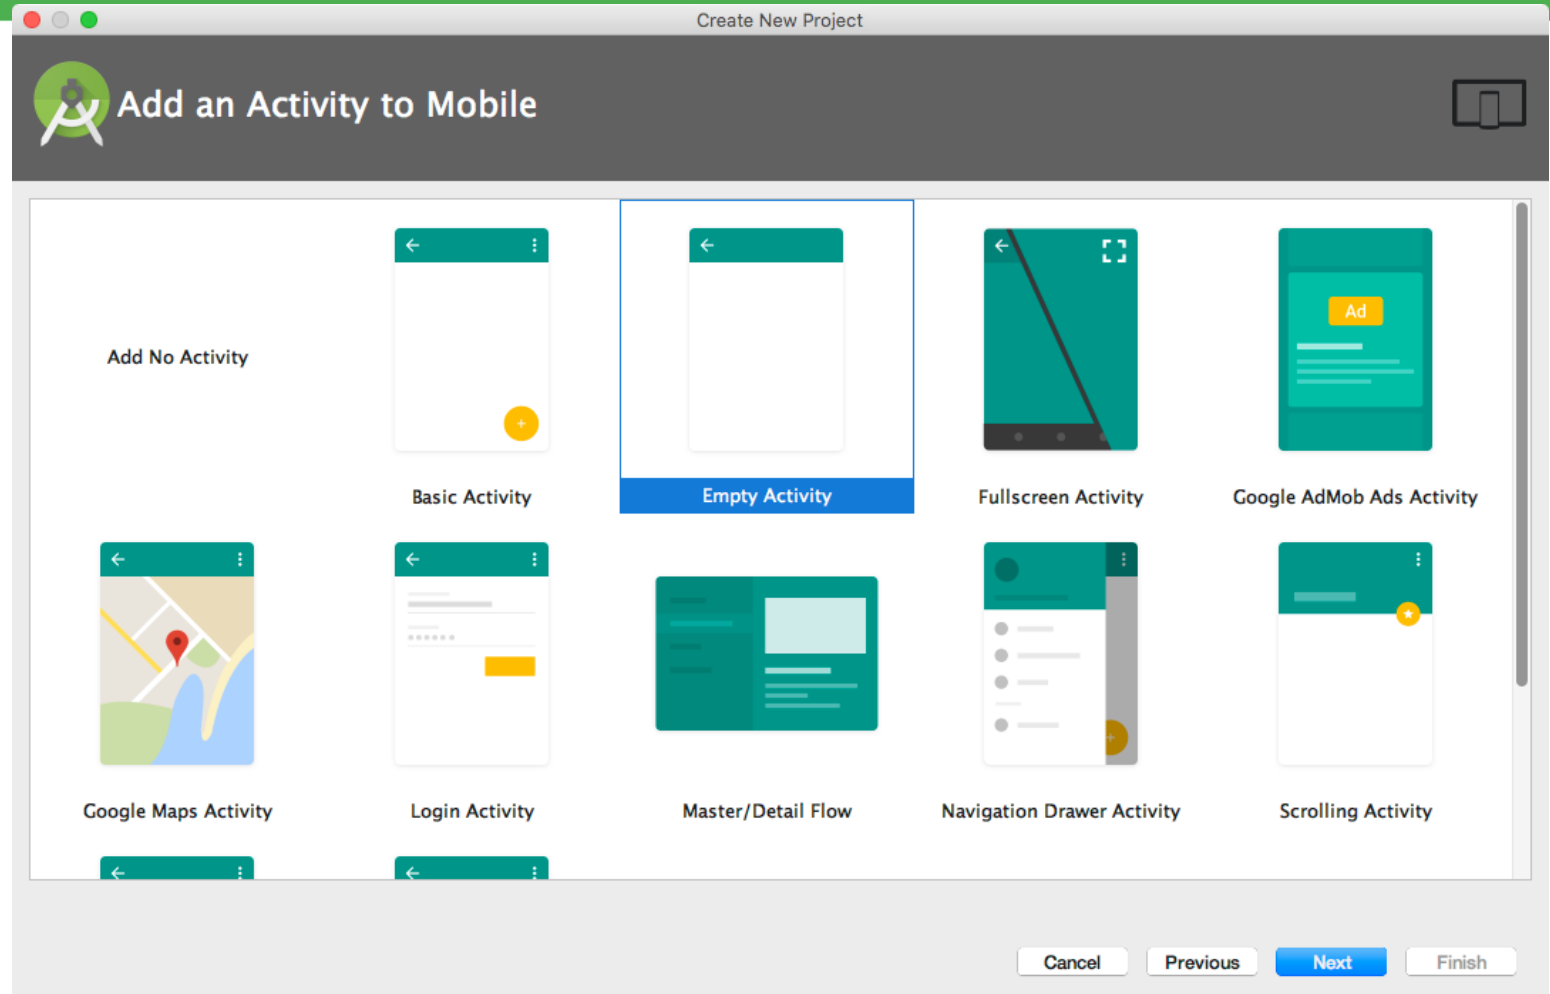 Create New Project
Add an Activity to Mobile
Ad
Add No Activity
Basic Activity
Empty Activity
Fullscreen Activity
Google AdMob Ads Activity
Google Maps Activity
Login Activity
Master/Detail Flow
Navigation Drawer Activity
Scrolling Activity
Cancel
Previous
Next
Finish